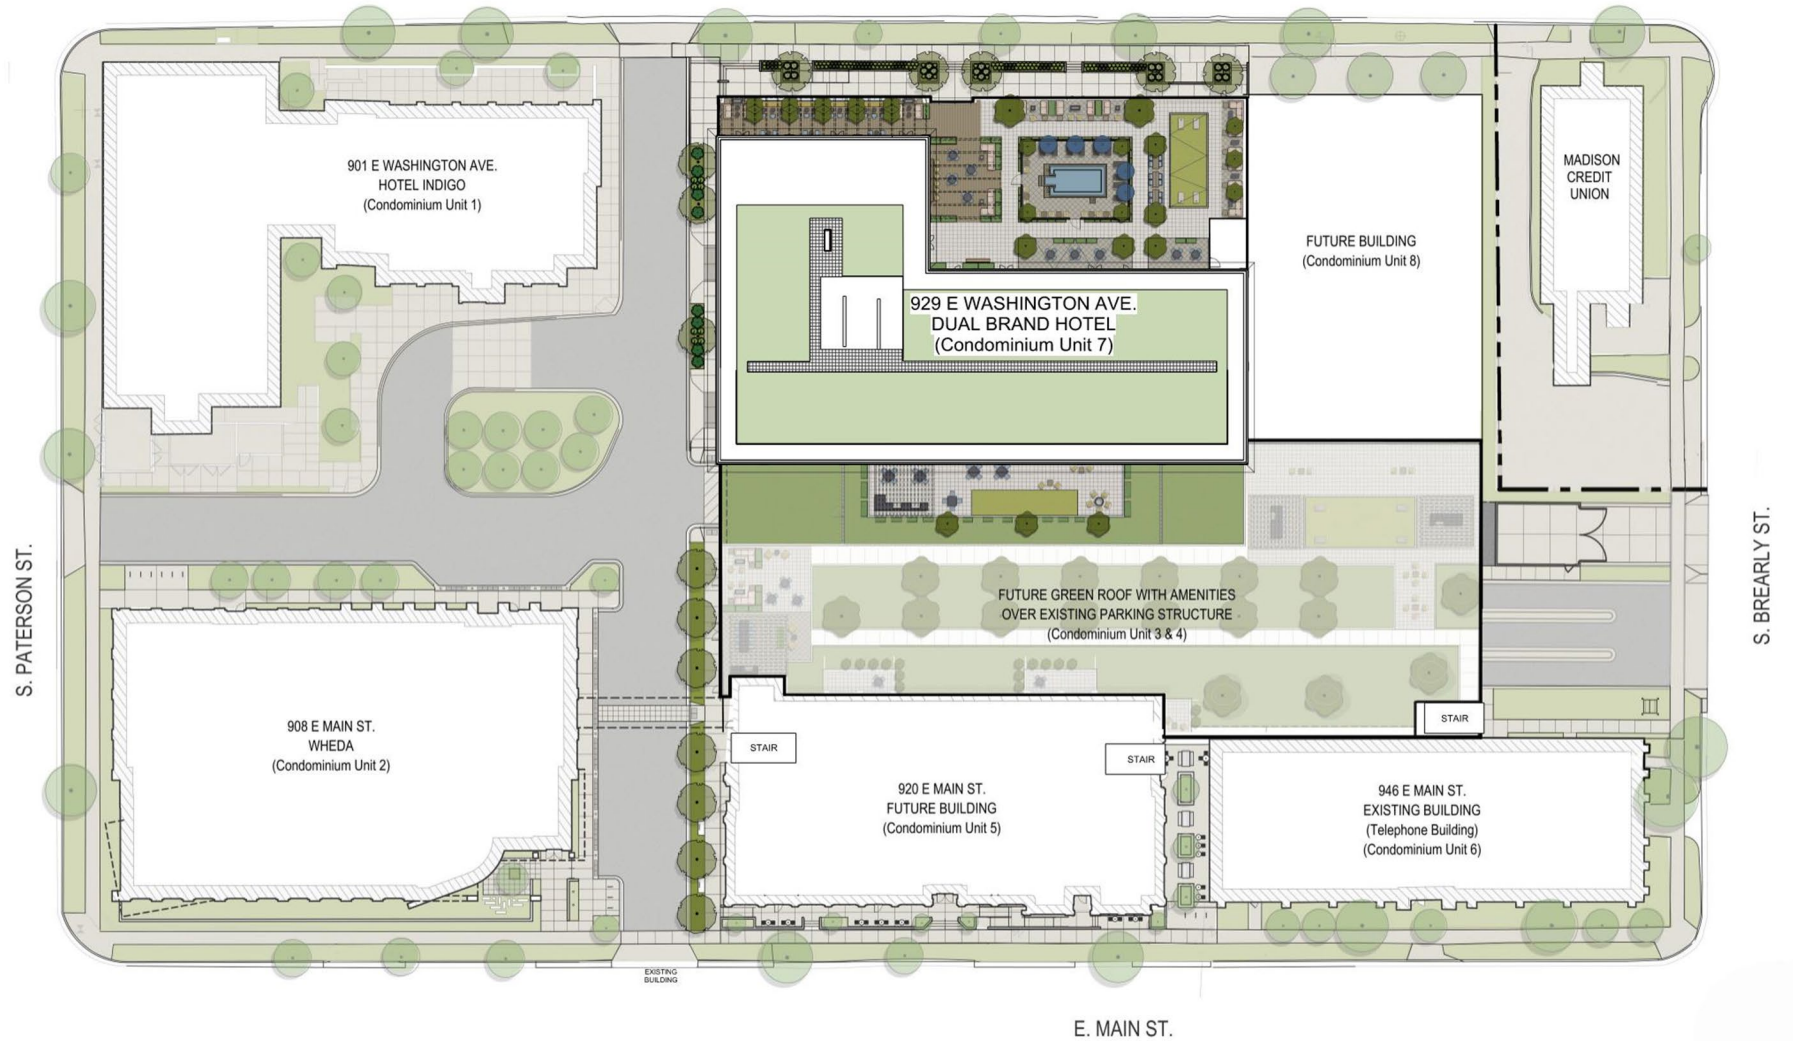 901 E WASHINGTON AVE.
HOTEL INDIGO
(Condominium Unit 1)
MADISON
CREDIT
UNION
FUTURE BUILDING
(Condominium Unit 8)
929 E WASHINGTON AVE.
DUAL BRAND HOTEL
(Condominium Unit 7)
S. PATERSON ST.
S. BREARLY ST.
FUTURE GREEN ROOF WITH AMENITIES
OVER EXISTING PARKING STRUCTURE
(Condominium Unit 3 & 4)
908 E MAIN ST.
WHEDA
(Condominium Unit 2)
STAIR
STAIR
STAIR
920 E MAIN ST.
FUTURE BUILDING
(Condominium Unit 5)
946 E MAIN ST.
EXISTING BUILDING
(Telephone Building)
(Condominium Unit 6)
EXISTING
BUILDING
E. MAIN ST.